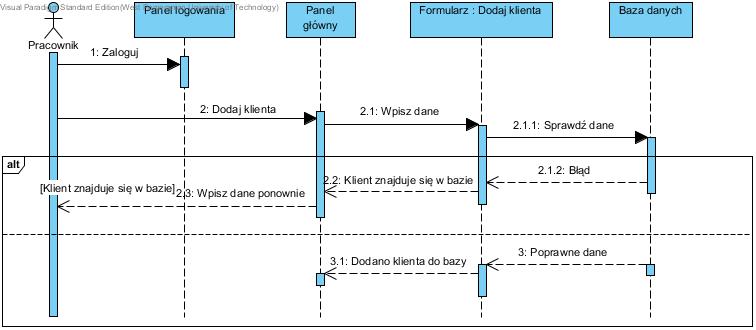 Visual Paradigm Standard Edition(West University of Technology)
Pracownik
Panel logowania
Panel
główny
Formularz : Dodaj klienta
Baza danych
1: Zaloguj
2: Dodaj klienta
2.1: Wpisz dane
2.1.1: Sprawdź dane
alt
2.1.2: Błąd
[Klient znajduje się w bazie]
2.2: Klient znajduje się w bazie
2.3: Wpisz dane ponownie
3: Poprawne dane
3.1: Dodano klienta do bazy